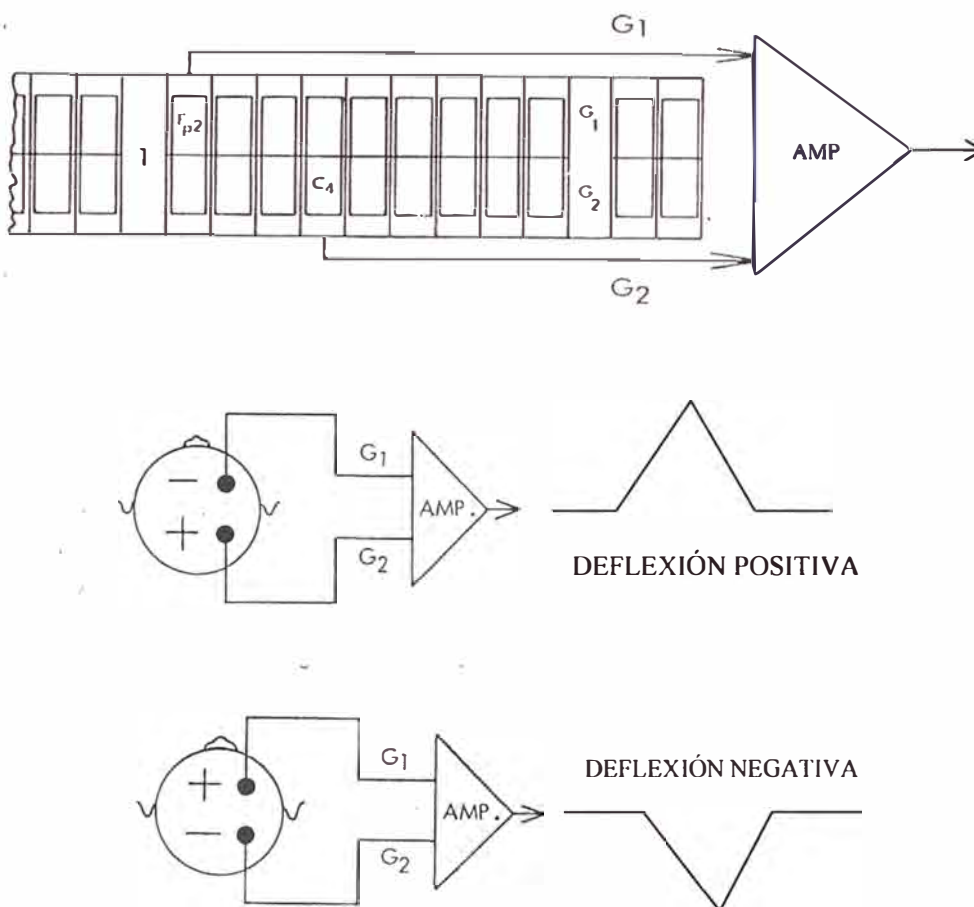 G1
Fp2
G1
1
AMP
C4
G2
G2
G1
AMP.
G2
DEFLEXIÓN POSITIVA
G1
DEFLEXIÓN NEGATIVA
AMP.
G2